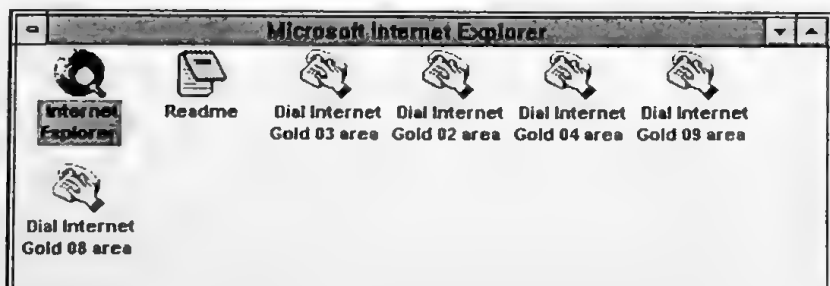 Microsoft Internet Explorer
Internet Explorer
Readme
Dial Internet
Gold 03 area
Dial Internet
Gold 02 area
Dial Internet
Gold 04 area
Dial Internet
Gold 09 area
Dial Internet
Gold 08 area